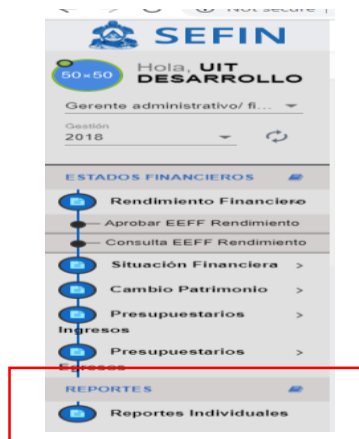 Not secure
SEFIN
50×50
Hola, UIT
DESARROLLO
Gerente administrativo/ fi...
Gestión
2018
ESTADOS FINANCIEROS
Rendimiento Financiero
Aprobar EEFF Rendimiento
Consulta EEFF Rendimiento
Situación Financiera >
Cambio Patrimonio >
Presupuestarios >
Ingresos
Presupuestarios >
Egresos
REPORTES
Reportes Individuales